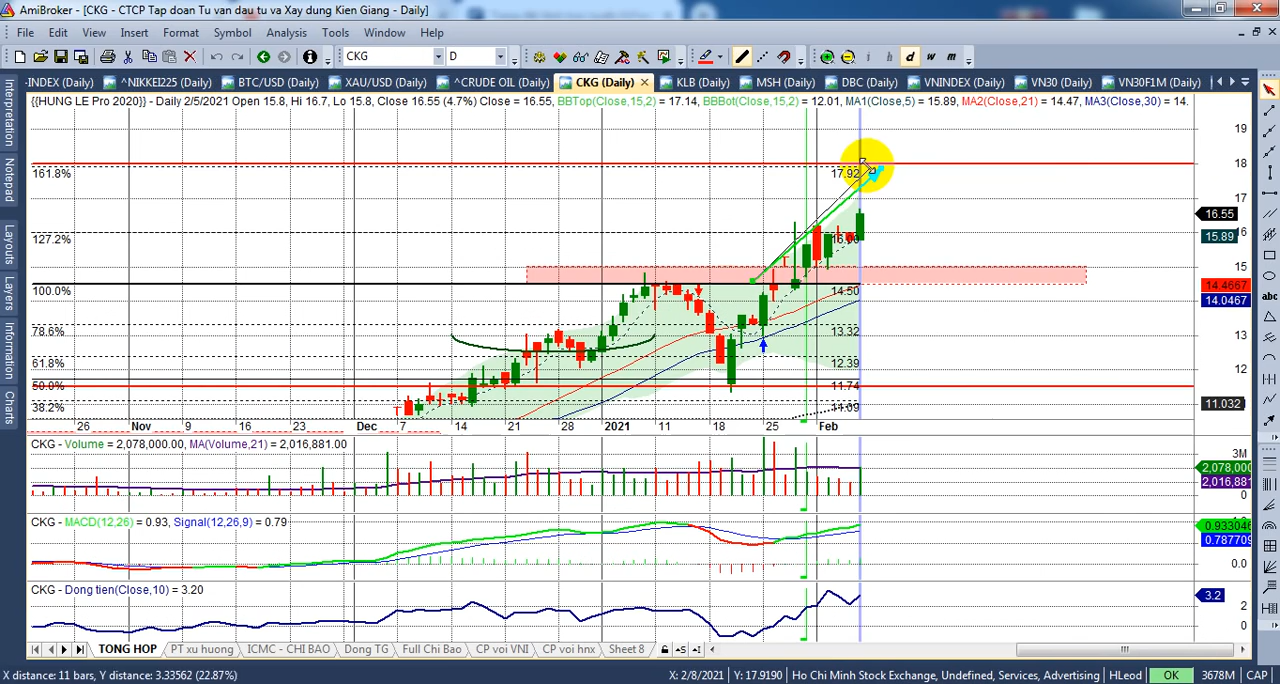 AmiBroker - [CKG - CTCP Tap doan Tu van dau tu va Xay dung Kien Giang - Daily]
File Edit View Insert Format Symbol Analysis Tools Window Help
CKG D d w m
-INDEX (Daily) ^NIKKEI225 (Daily) BTC/USD (Daily) XAU/USD (Daily) ^CRUDE OIL (Daily) CKG (Daily) KLB (Daily) MSH (Daily) DBC (Daily) VNINDEX (Daily) VN30 (Daily) VN30F1M (Daily)
{{HUNG LE Pro 2020}} - Daily 2/5/2021 Open 15.8, Hi 16.7, Lo 15.8, Close 16.55 (4.7%) Close = 16.55, BBTop(Close,15,2) = 17.14, BBBot(Close,15,2) = 12.01, MA1(Close,5) = 15.89, MA2(Close,21) = 14.47, MA3(Close,30) = 14.
Interpretation
Notepad
Layouts
Layers
Information
Charts
abc
19
18
161.8% 17.92
17
16.55
127.2% 16.00 16
15.89
15
100.0% 14.50
14.4667
14.0467
78.6% 13.32
13
61.8% 12.39
12
50.0% 11.74
38.2% 11.09
11.032
26 Nov 9 16 23 Dec 7 14 21 28 2021 11 18 25 Feb
CKG - Volume = 2,078,000.00, MA(Volume,21) = 2,016,881.00
3M
2,078,000
2,016,881
0
CKG - MACD(12,26) = 0.93, Signal(12,26,9) = 0.79
0.933046
0.787709
0.0
CKG - Dong tien(Close,10) = 3.20
3.2
2
0
TONG HOP PT xu huong ICMC - CHI BAO Dong TG Full Chi Bao CP voi VNI CP voi hnx Sheet 8
X distance: 11 bars, Y distance: 3.33562 (22.87%) X: 2/8/2021 Y: 17.9190 Ho Chi Minh Stock Exchange, Undefined, Services, Advertising HLeod OK 3678M CAP